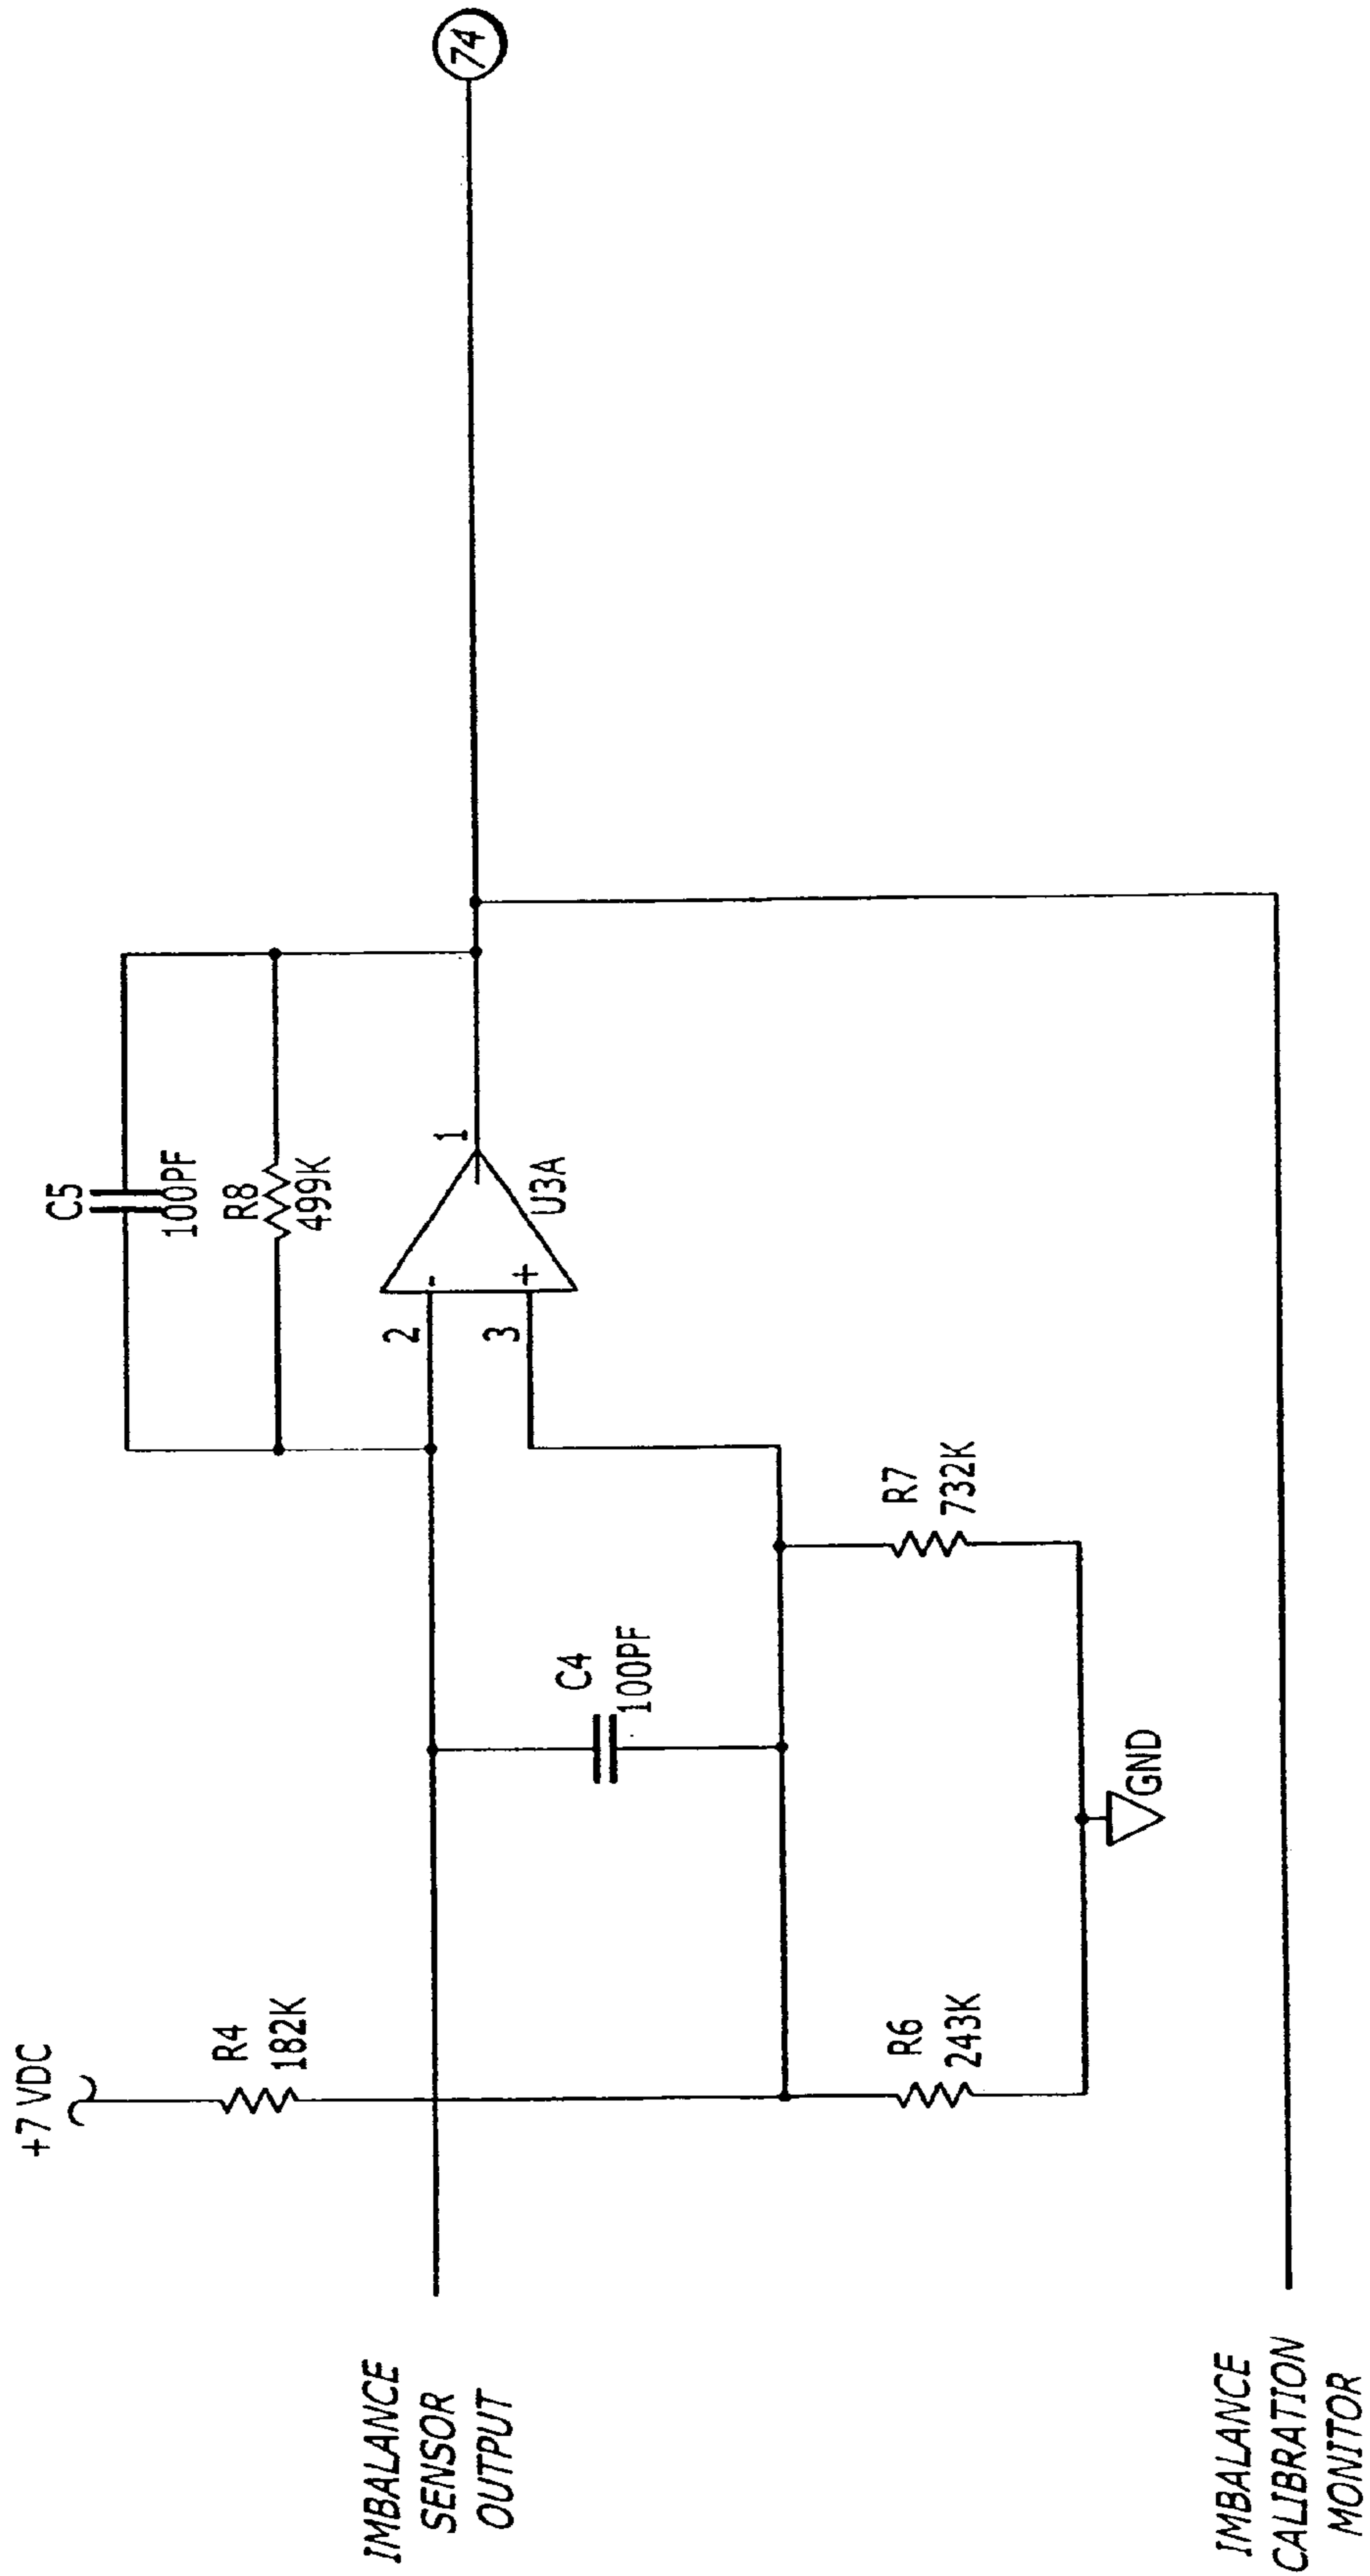 +7 VDC
R4
182K
C5
100PF
R8
499K
74
IMBALANCE
SENSOR
OUTPUT
2
-
1
3
+
U3A
C4
100PF
R6
243K
R7
732K
GND
IMBALANCE
CALIBRATION
MONITOR